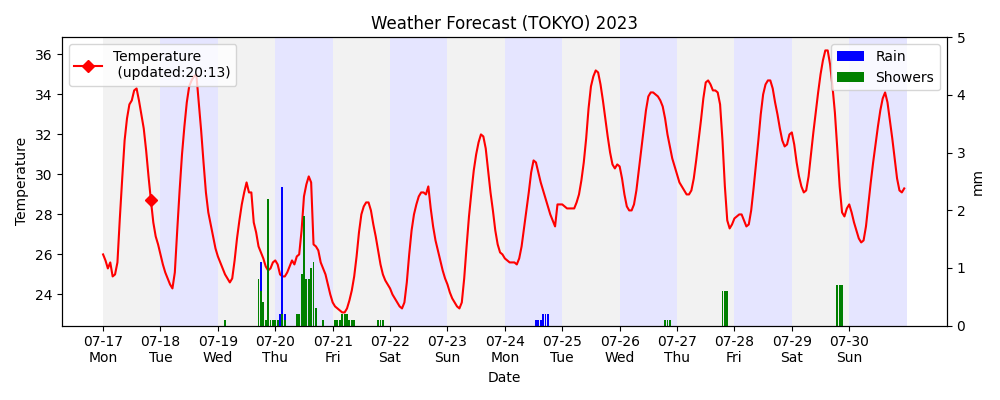 Weather Forecast (TOKYO) 2023
Temperature
(updated:20:13)
Rain
Showers
Temperature
36
34
32
30
28
26
24
5
4
3
2
1
0
mm
07-17 07-18 07-19 07-20 07-21 07-22 07-23 07-24 07-25 07-26 07-27 07-28 07-29 07-30
Mon Tue Wed Thu Fri Sat Sun Mon Tue Wed Thu Fri Sat Sun
Date